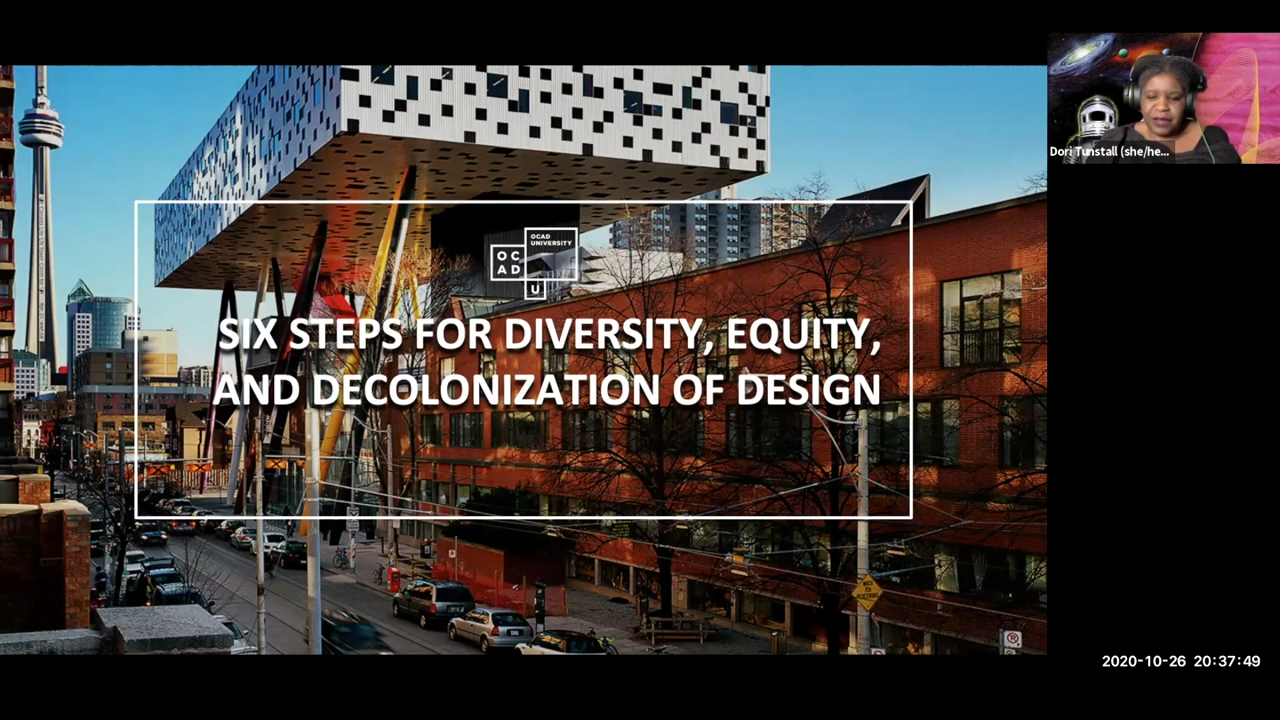 OCAD
UNIVERSITY
OC
AD
U
SIX STEPS FOR DIVERSITY, EQUITY,
AND DECOLONIZATION OF DESIGN
Dori Tunstall (she/he...
2020-10-26 20:37:49